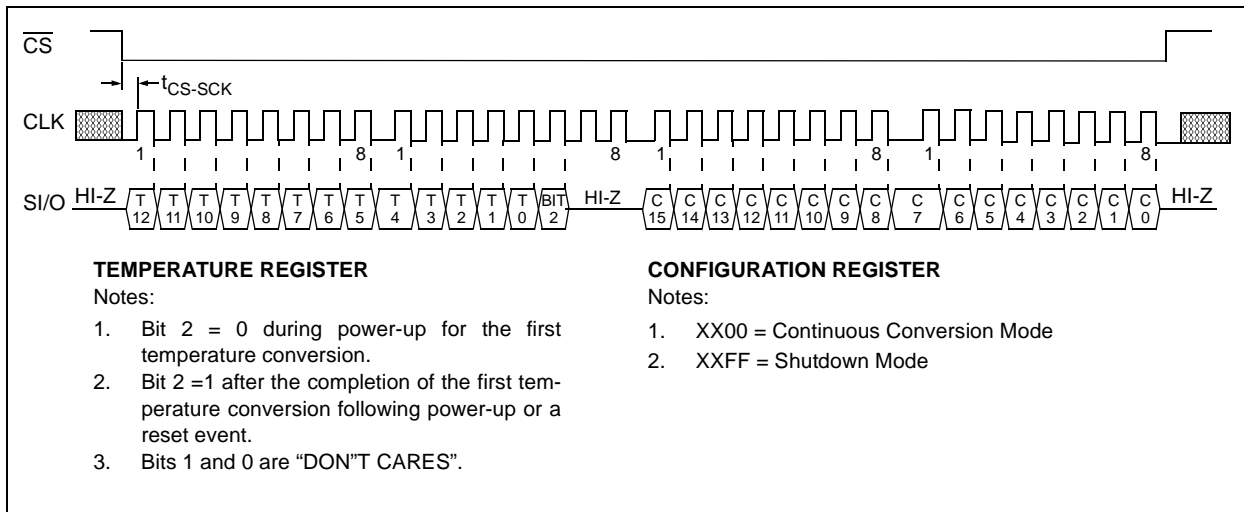 CS
tCS-SCK
CLK
1 8 1 8 1 8 1 8
SI/O HI-Z T 12 T 11 T 10 T 9 T 8 T 7 T 6 T 5 T 4 T 3 T 2 T 1 T 0 BIT 2 HI-Z C 15 C 14 C 13 C 12 C 11 C 10 C 9 C 8 C 7 C 6 C 5 C 4 C 3 C 2 C 1 C 0 HI-Z
TEMPERATURE REGISTER
Notes:
1. Bit 2 = 0 during power-up for the first
temperature conversion.
2. Bit 2 =1 after the completion of the first tem-
perature conversion following power-up or a
reset event.
3. Bits 1 and 0 are “DON"T CARES”.
CONFIGURATION REGISTER
Notes:
1. XX00 = Continuous Conversion Mode
2. XXFF = Shutdown Mode